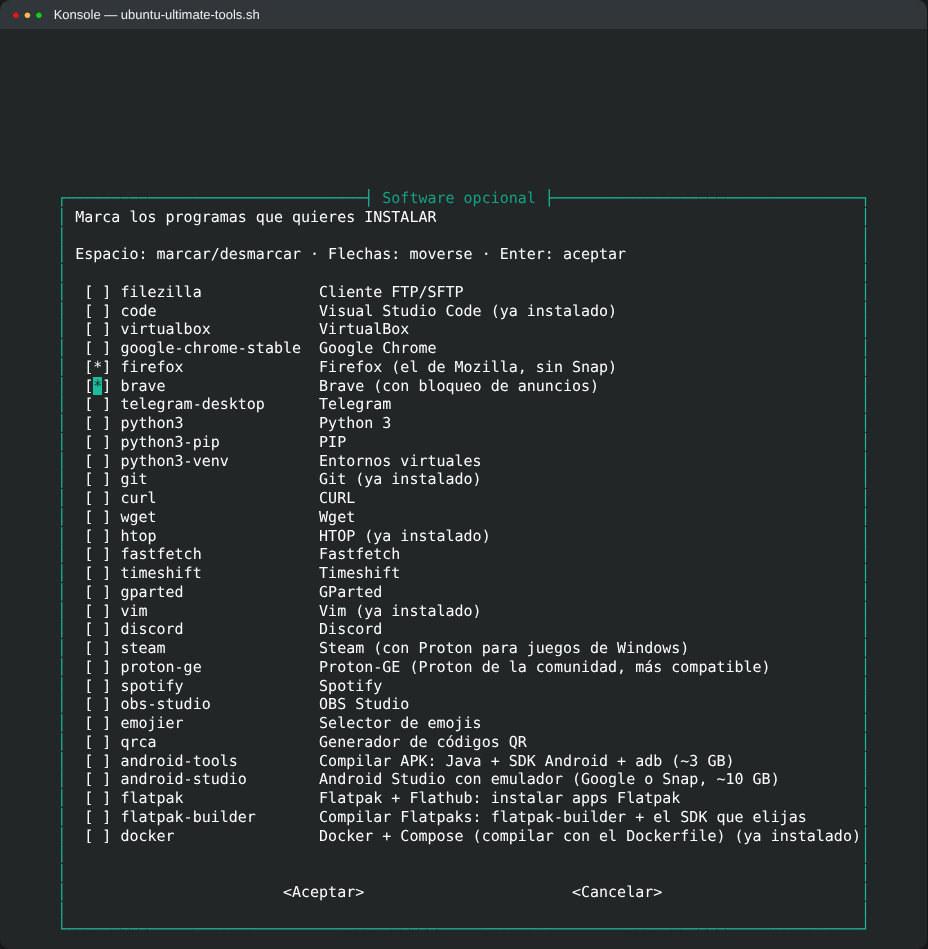 Konsole — ubuntu-ultimate-tools.sh
Software opcional
Marca los programas que quieres INSTALAR
Espacio: marcar/desmarcar · Flechas: moverse · Enter: aceptar
[ ] filezilla Cliente FTP/SFTP
[ ] code Visual Studio Code (ya instalado)
[ ] virtualbox VirtualBox
[ ] google-chrome-stable Google Chrome
[*] firefox Firefox (el de Mozilla, sin Snap)
[*] brave Brave (con bloqueo de anuncios)
[ ] telegram-desktop Telegram
[ ] python3 Python 3
[ ] python3-pip PIP
[ ] python3-venv Entornos virtuales
[ ] git Git (ya instalado)
[ ] curl CURL
[ ] wget Wget
[ ] htop HTOP (ya instalado)
[ ] fastfetch Fastfetch
[ ] timeshift Timeshift
[ ] gparted GParted
[ ] vim Vim (ya instalado)
[ ] discord Discord
[ ] steam Steam (con Proton para juegos de Windows)
[ ] proton-ge Proton-GE (Proton de la comunidad, más compatible)
[ ] spotify Spotify
[ ] obs-studio OBS Studio
[ ] emojier Selector de emojis
[ ] qrca Generador de códigos QR
[ ] android-tools Compilar APK: Java + SDK Android + adb (~3 GB)
[ ] android-studio Android Studio con emulador (Google o Snap, ~10 GB)
[ ] flatpak Flatpak + Flathub: instalar apps Flatpak
[ ] flatpak-builder Compilar Flatpaks: flatpak-builder + el SDK que elijas
[ ] docker Docker + Compose (compilar con el Dockerfile) (ya instalado)
<Aceptar> <Cancelar>